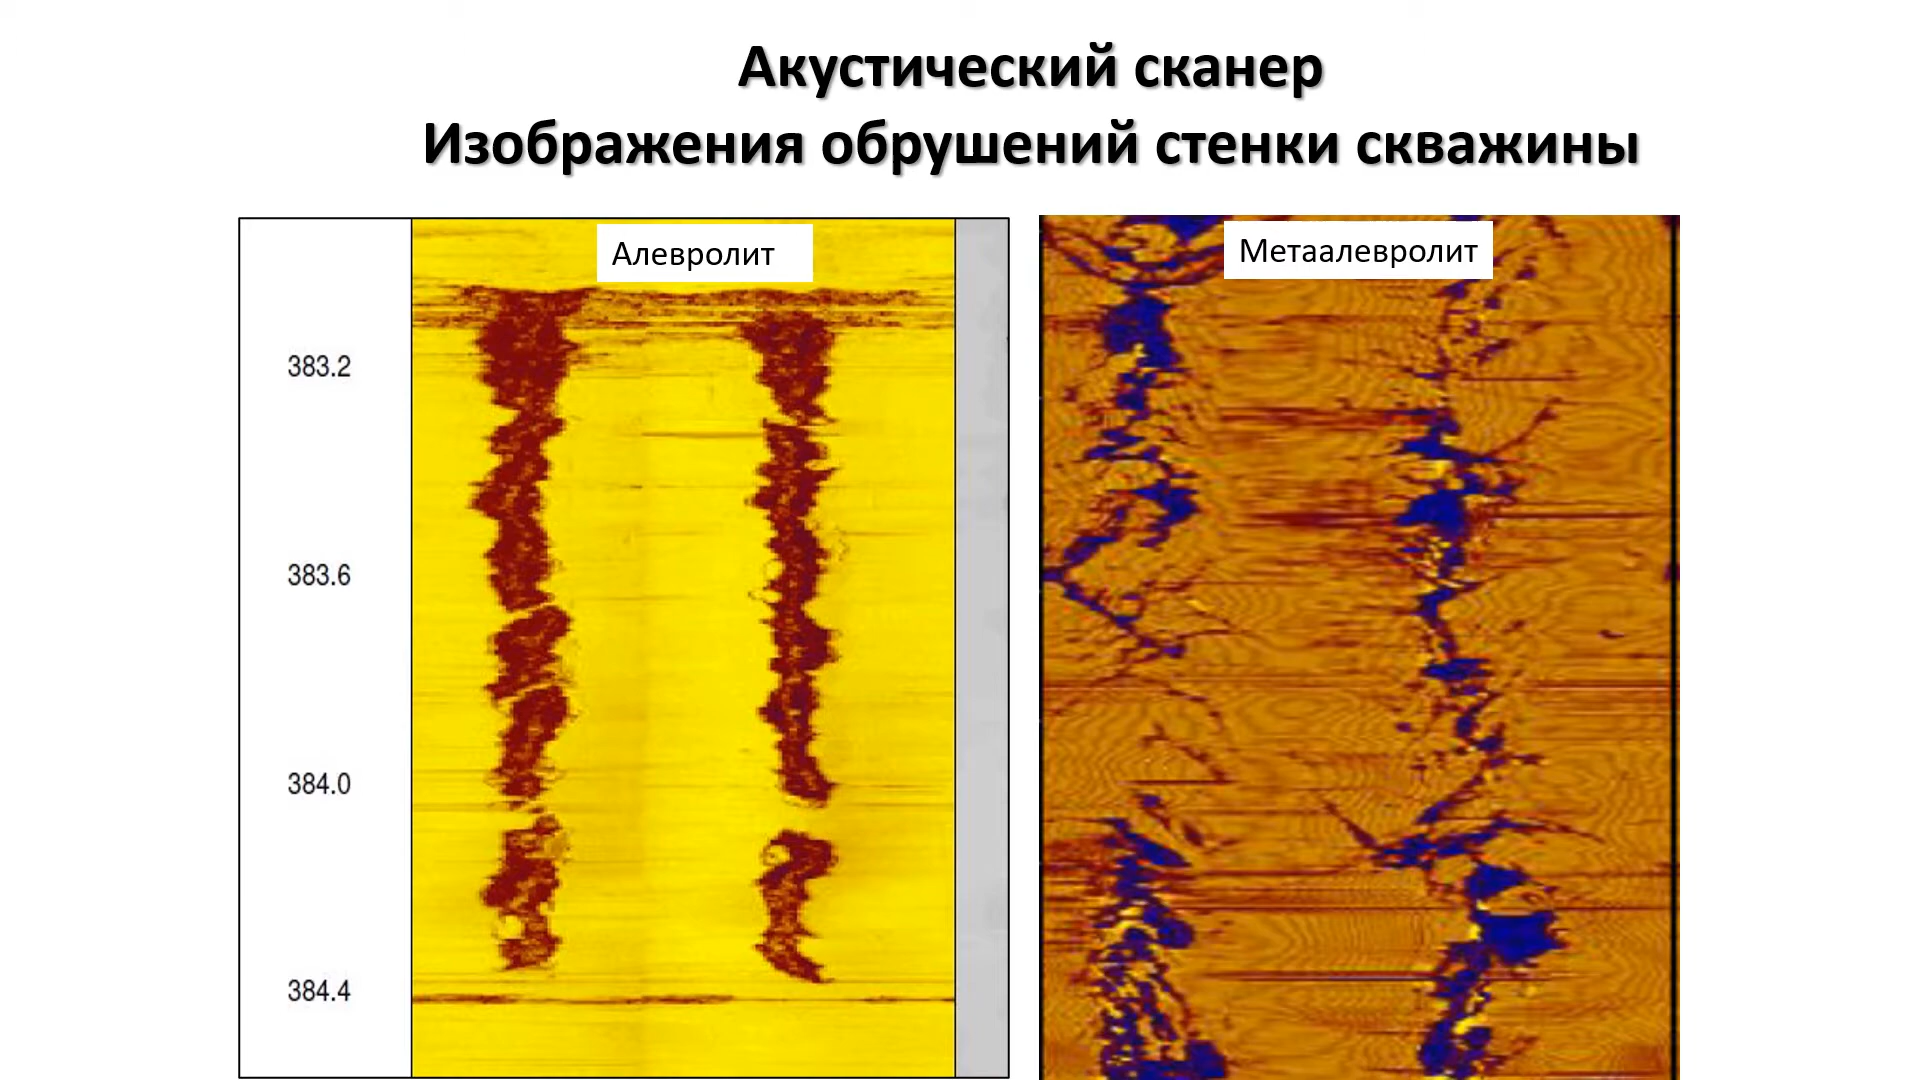 Акустический сканер
Изображения обрушений стенки скважины
Алевролит
Метаалевролит
383.2
383.6
384.0
384.4